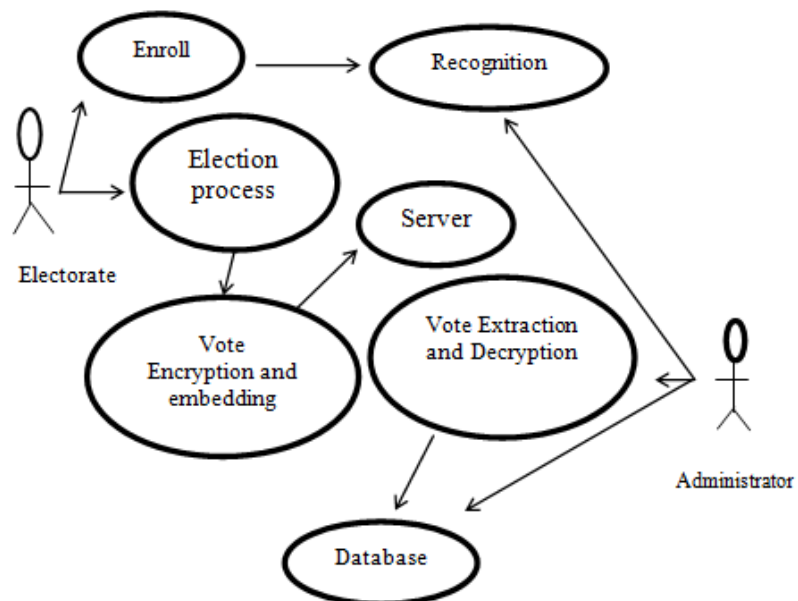 Enroll
Recognition
Election
process
Server
Electorate
Vote Extraction
and Decryption
Vote
Encryption and
embedding
Administrator
Database